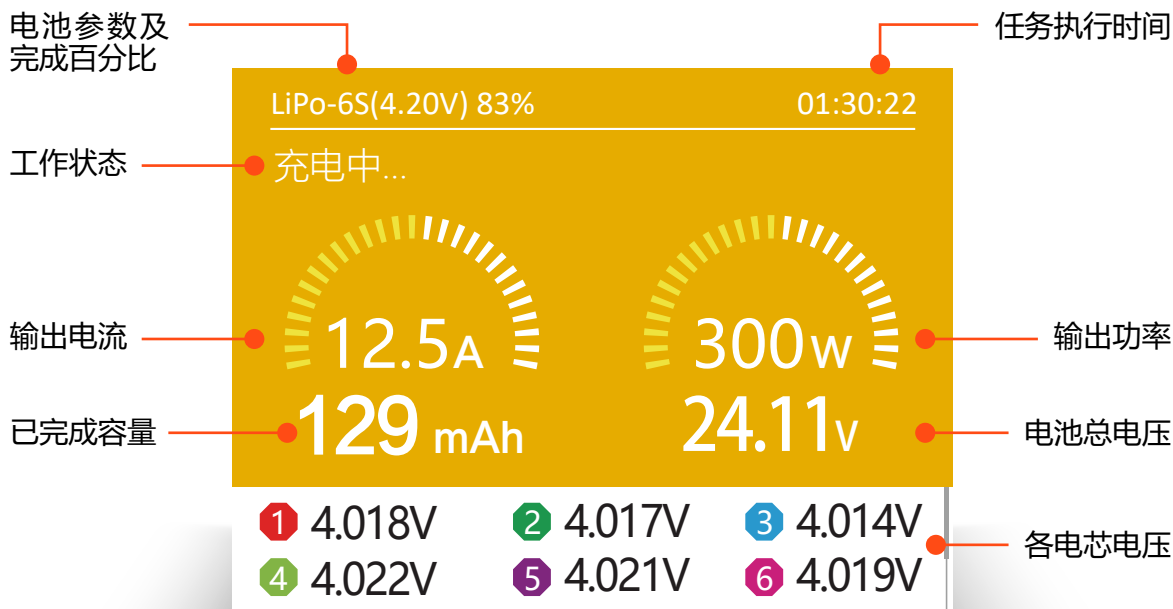 电池参数及
完成百分比
任务执行时间
LiPo-6S(4.20V) 83%
01:30:22
工作状态
充电中...
输出电流
12.5A
300W
输出功率
已完成容量
129 mAh
24.11V
电池总电压
1 4.018V
2 4.017V
3 4.014V
各电芯电压
4 4.022V
5 4.021V
6 4.019V